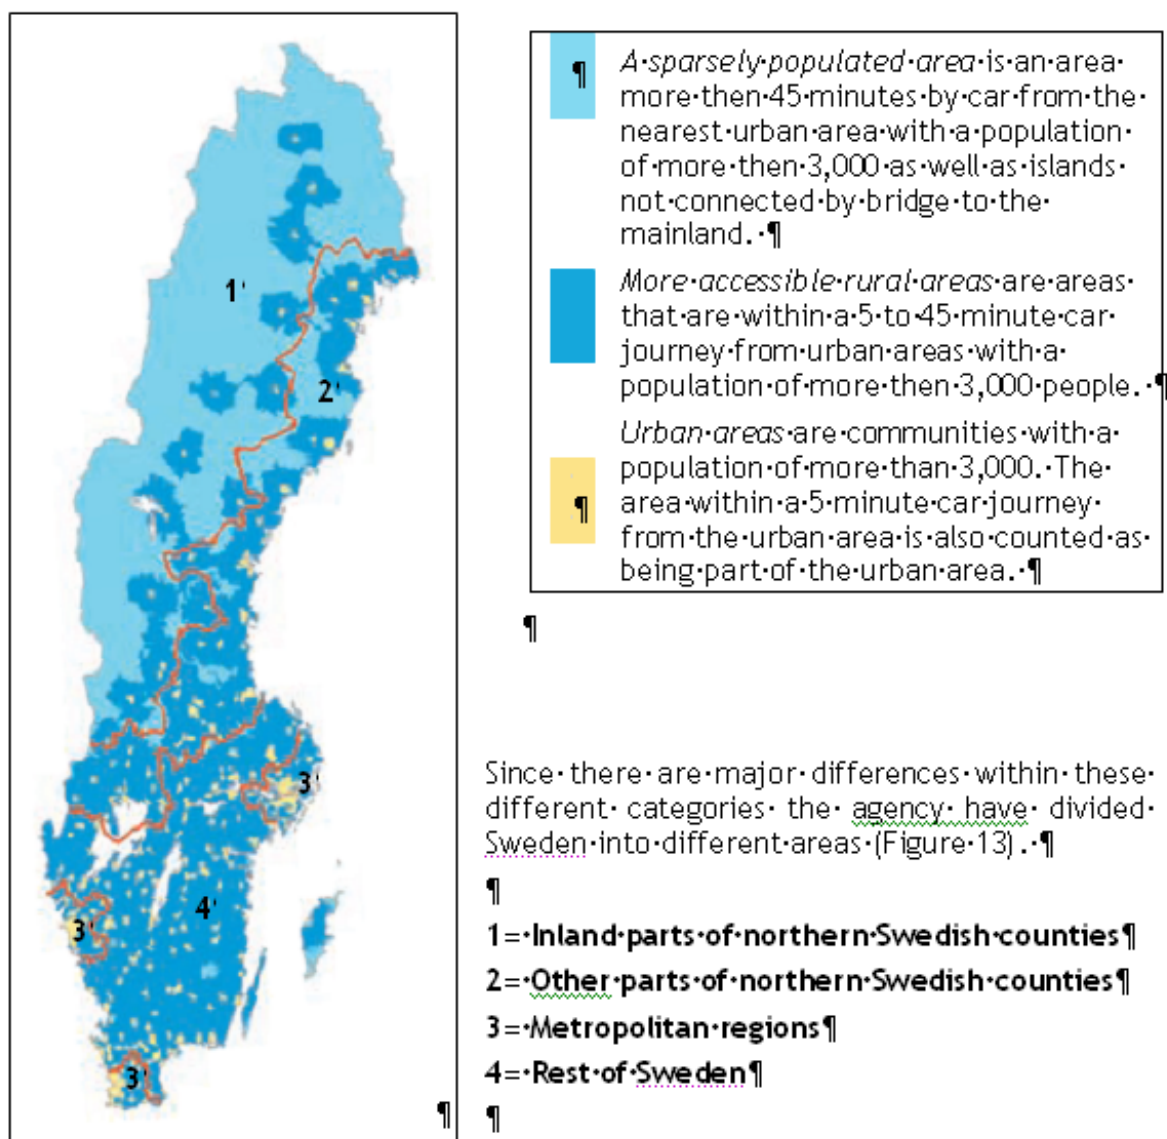 1'
2'
3'
4'
3'
3'
¶
¶ A·sparsely·populated·area·is·an·area·
more·then·45·minutes·by·car·from·the·
nearest·urban·area·with·a·population·
of·more·then·3,000·as·well·as·islands·
not·connected·by·bridge·to·the·
mainland.·¶
More·accessible·rural·areas·are·areas·
that·are·within·a·5·to·45·minute·car·
journey·from·urban·areas·with·a·
population·of·more·then·3,000·people.·¶
Urban·areas·are·communities·with·a·
population·of·more·than·3,000.·The·
¶ area·within·a·5·minute·car·journey·
from·the·urban·area·is·also·counted·as·
being·part·of·the·urban·area.·¶
¶
Since·there·are·major·differences·within·these·
different·categories·the·agency·have·divided·
Sweden·into·different·areas·(Figure·13).·¶
¶
1=·Inland·parts·of·northern·Swedish·counties¶
2=·Other·parts·of·northern·Swedish·counties¶
3=·Metropolitan·regions¶
4=·Rest·of·Sweden¶
¶